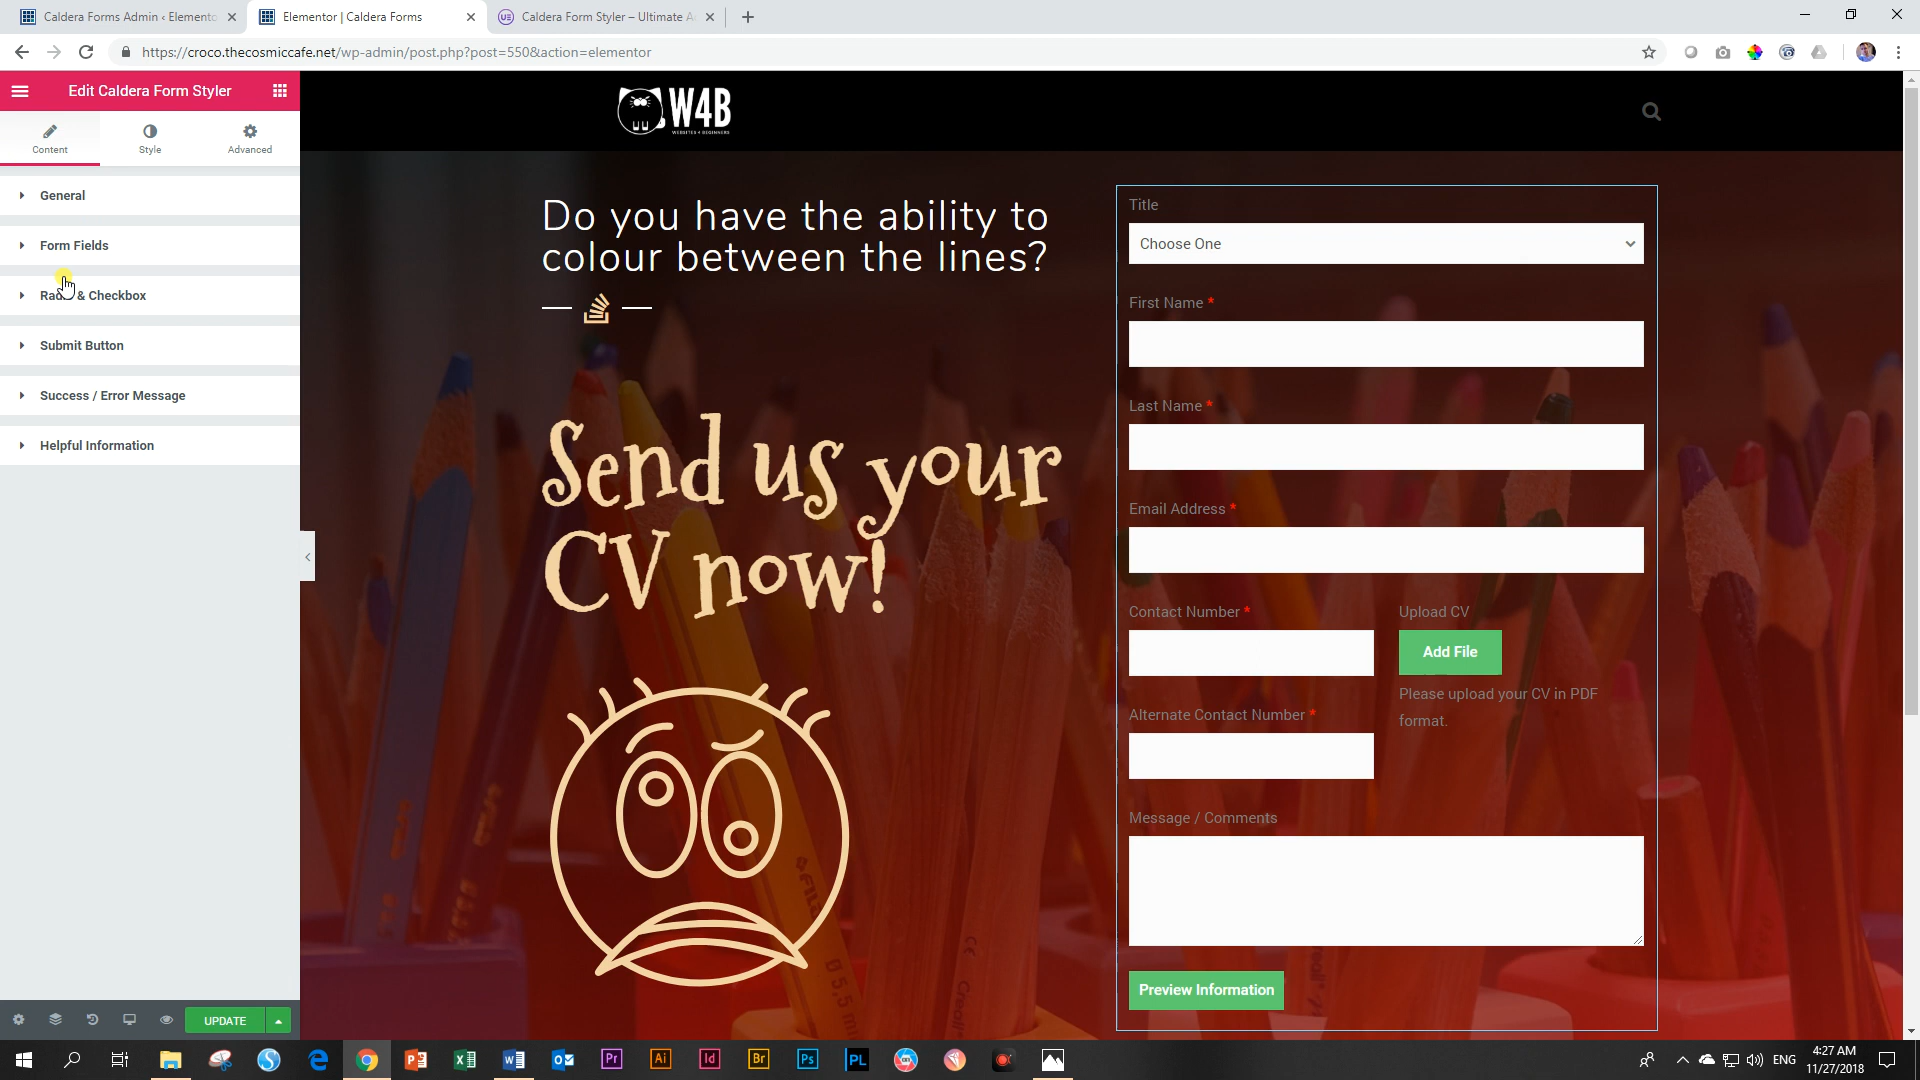 Caldera Forms Admin ‹ Elemento
Elementor | Caldera Forms
Caldera Form Styler – Ultimate A
https://croco.thecosmiccafe.net/wp-admin/post.php?post=550&action=elementor
Edit Caldera Form Styler
Content
Style
Advanced
General
Form Fields
& Checkbox
Submit Button
Success / Error Message
Helpful Information
UPDATE
W4B
WEBSITES 4 BEGINNERS
Do you have the ability to
colour between the lines?
Send us your
CV now!
Title
Choose One
First Name *
Last Name *
Email Address *
Contact Number *
Upload CV
Add File
Please upload your CV in PDF
format.
Alternate Contact Number *
Message / Comments
Preview Information
ENG
4:27 AM
11/27/2018